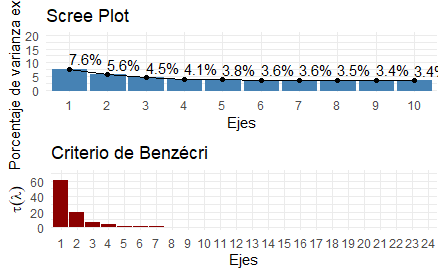 Scree Plot
Porcentaje de varianza ex
20
15
10
5
0
7.6% 5.6% 4.5% 4.1% 3.8% 3.6% 3.6% 3.5% 3.4% 3.4%
1 2 3 4 5 6 7 8 9 10
Ejes
Criterio de Benzécri
τ(λ)
60
40
20
0
1 2 3 4 5 6 7 8 9 10 11 12 13 14 15 16 17 18 19 20 21 22 23 24
Ejes